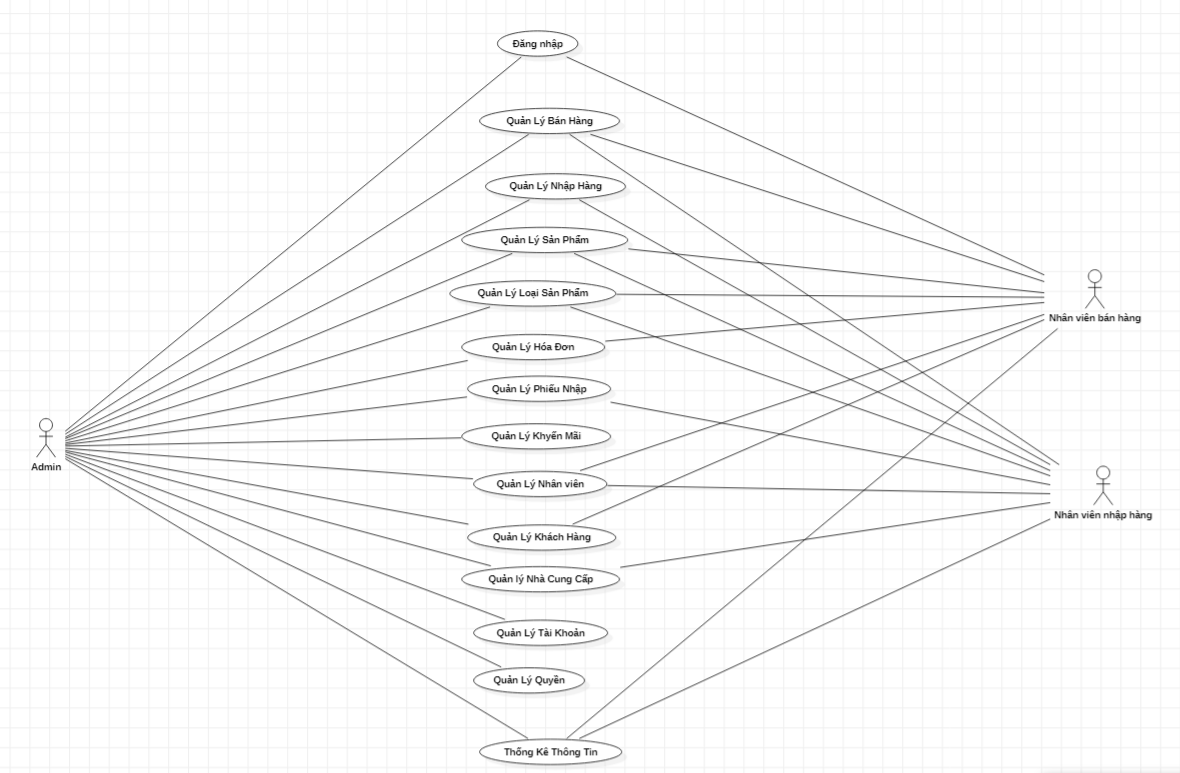 Đăng nhập
Quản Lý Bán Hàng
Quản Lý Nhập Hàng
Quản Lý Sản Phẩm
Quản Lý Loại Sản Phẩm
Nhân viên bán hàng
Quản Lý Hóa Đơn
Quản Lý Phiếu Nhập
Quản Lý Khyến Mãi
Admin
Quản Lý Nhân viên
Nhân viên nhập hàng
Quản Lý Khách Hàng
Quản lý Nhà Cung Cấp
Quản Lý Tài Khoản
Quản Lý Quyền
Thống Kê Thông Tin